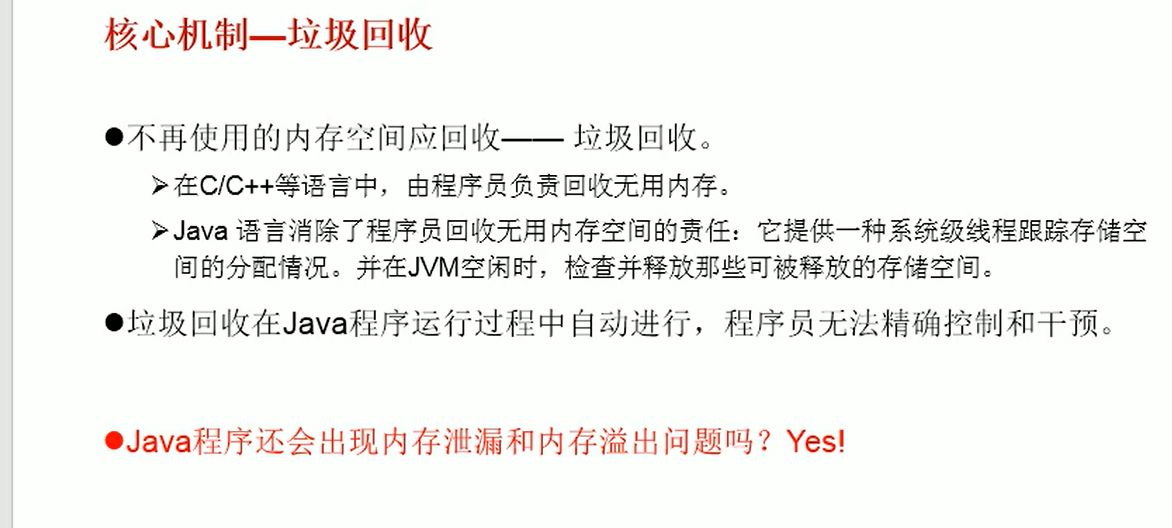 核心机制—垃圾回收
●不再使用的内存空间应回收—— 垃圾回收。
➢在C/C++等语言中，由程序员负责回收无用内存。
➢Java 语言消除了程序员回收无用内存空间的责任：它提供一种系统级线程跟踪存储空
间的分配情况。并在JVM空闲时，检查并释放那些可被释放的存储空间。
●垃圾回收在Java程序运行过程中自动进行，程序员无法精确控制和干预。
●Java程序还会出现内存泄漏和内存溢出问题吗？Yes!